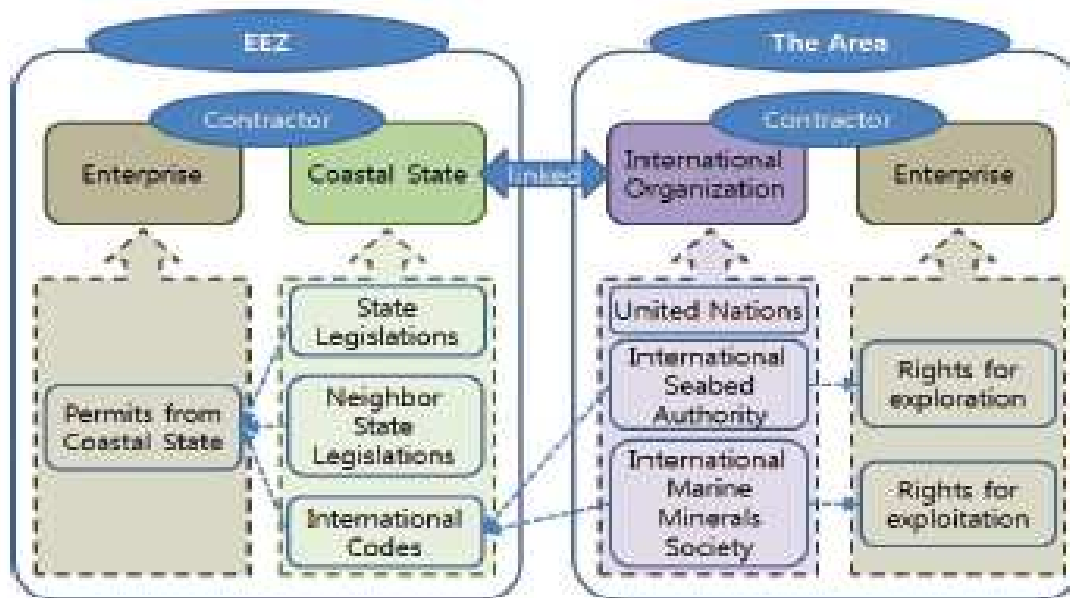 EEZ
Contractor
Enterprise
Coastal State
State
Legislations
Permits from
Coastal State
Neighbor
State
Legislations
International
Codes
linked
The Area
Contractor
International
Organization
Enterprise
United Nations
International
Seabed
Authority
Rights for
exploration
International
Marine
Minerals
Society
Rights for
exploitation